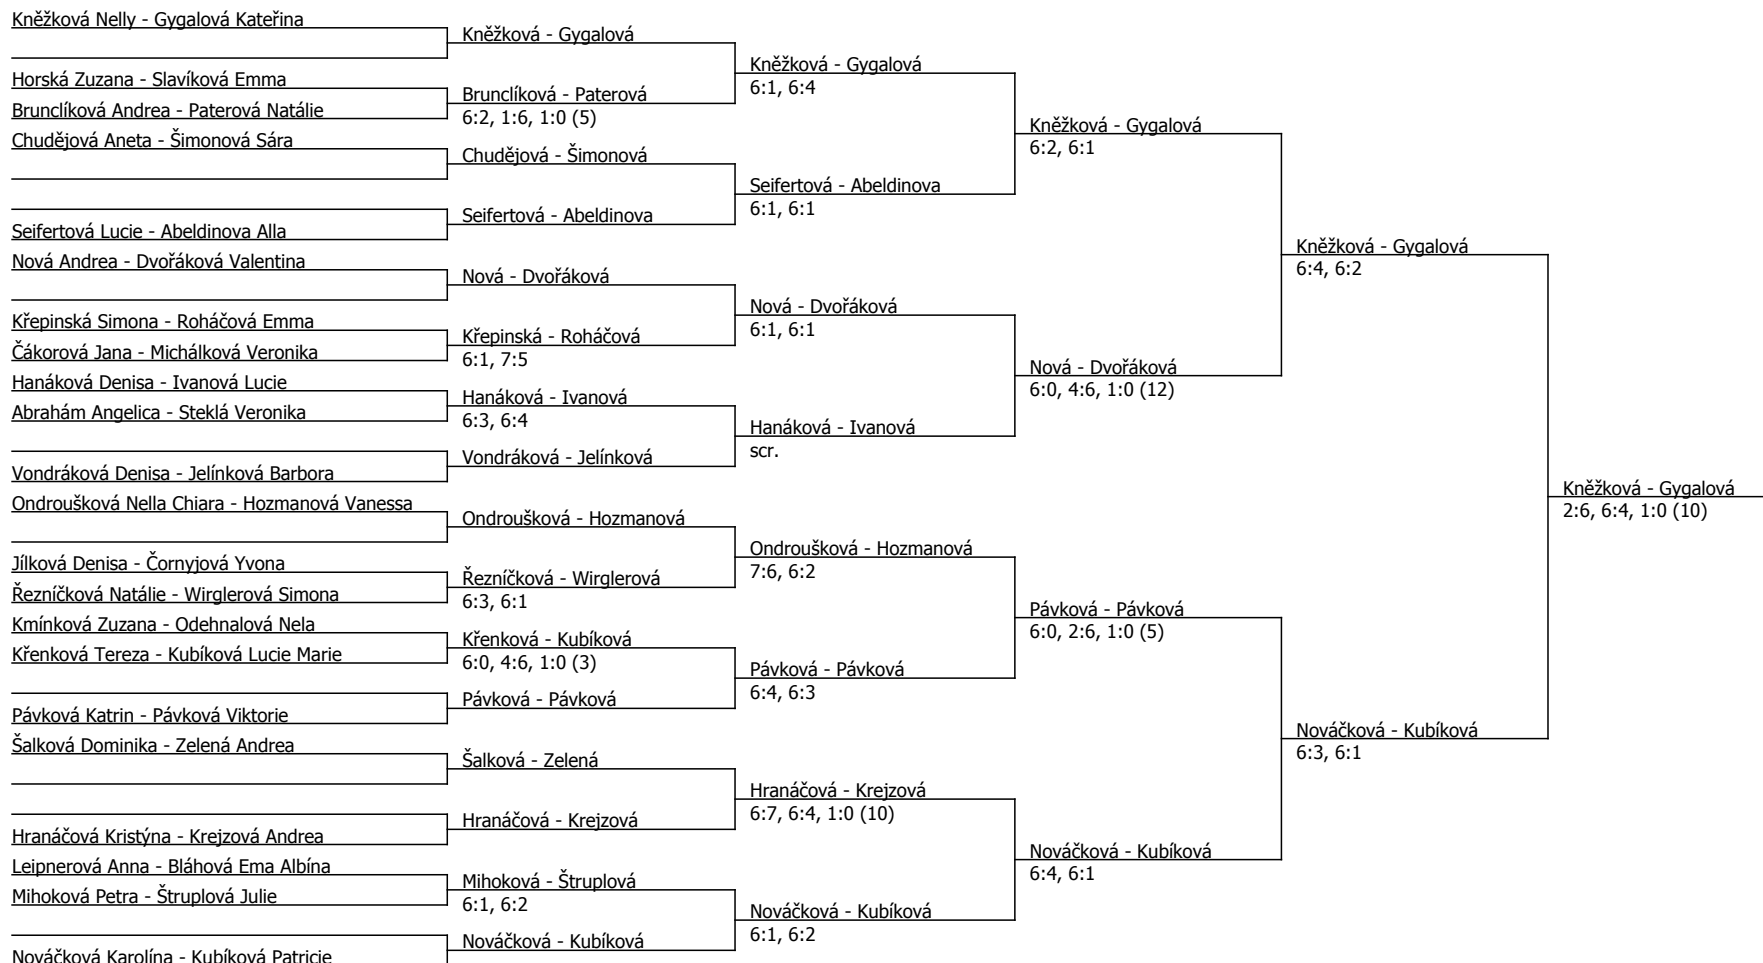 Kněžková Nelly - Gygalová Kateřina
Horská Zuzana - Slavíková Emma
Brunclíková Andrea - Paterová Natálie
Chudějová Aneta - Šimonová Sára
Seifertová Lucie - Abeldinova Alla
Nová Andrea - Dvořáková Valentina
Křepinská Simona - Roháčová Emma
Čákorová Jana - Michálková Veronika
Hanáková Denisa - Ivanová Lucie
Abrahám Angelica - Steklá Veronika
Vondráková Denisa - Jelínková Barbora
Ondroušková Nella Chiara - Hozmanová Vanessa
Jílková Denisa - Čornyjová Yvona
Řezníčková Natálie - Wirglerová Simona
Kmínková Zuzana - Odehnalová Nela
Křenková Tereza - Kubíková Lucie Marie
Pávková Katrin - Pávková Viktorie
Šalková Dominika - Zelená Andrea
Hranáčová Kristýna - Krejzová Andrea
Leipnerová Anna - Bláhová Ema Albína
Mihoková Petra - Štruplová Julie
Nováčková Karolína - Kubíková Patricie
Kněžková - Gygalová
Brunclíková - Paterová
6:2, 1:6, 1:0 (5)
Chudějová - Šimonová
Seifertová - Abeldinova
Nová - Dvořáková
Křepinská - Roháčová
6:1, 7:5
Hanáková - Ivanová
6:3, 6:4
Vondráková - Jelínková
Ondroušková - Hozmanová
Řezníčková - Wirglerová
6:3, 6:1
Křenková - Kubíková
6:0, 4:6, 1:0 (3)
Pávková - Pávková
Šalková - Zelená
Hranáčová - Krejzová
Mihoková - Štruplová
6:1, 6:2
Nováčková - Kubíková
Kněžková - Gygalová
6:1, 6:4
Seifertová - Abeldinova
6:1, 6:1
Nová - Dvořáková
6:1, 6:1
Hanáková - Ivanová
scr.
Ondroušková - Hozmanová
7:6, 6:2
Pávková - Pávková
6:4, 6:3
Hranáčová - Krejzová
6:7, 6:4, 1:0 (10)
Nováčková - Kubíková
6:1, 6:2
Kněžková - Gygalová
6:2, 6:1
Nová - Dvořáková
6:0, 4:6, 1:0 (12)
Pávková - Pávková
6:0, 2:6, 1:0 (5)
Nováčková - Kubíková
6:4, 6:1
Kněžková - Gygalová
6:4, 6:2
Nováčková - Kubíková
6:3, 6:1
Kněžková - Gygalová
2:6, 6:4, 1:0 (10)